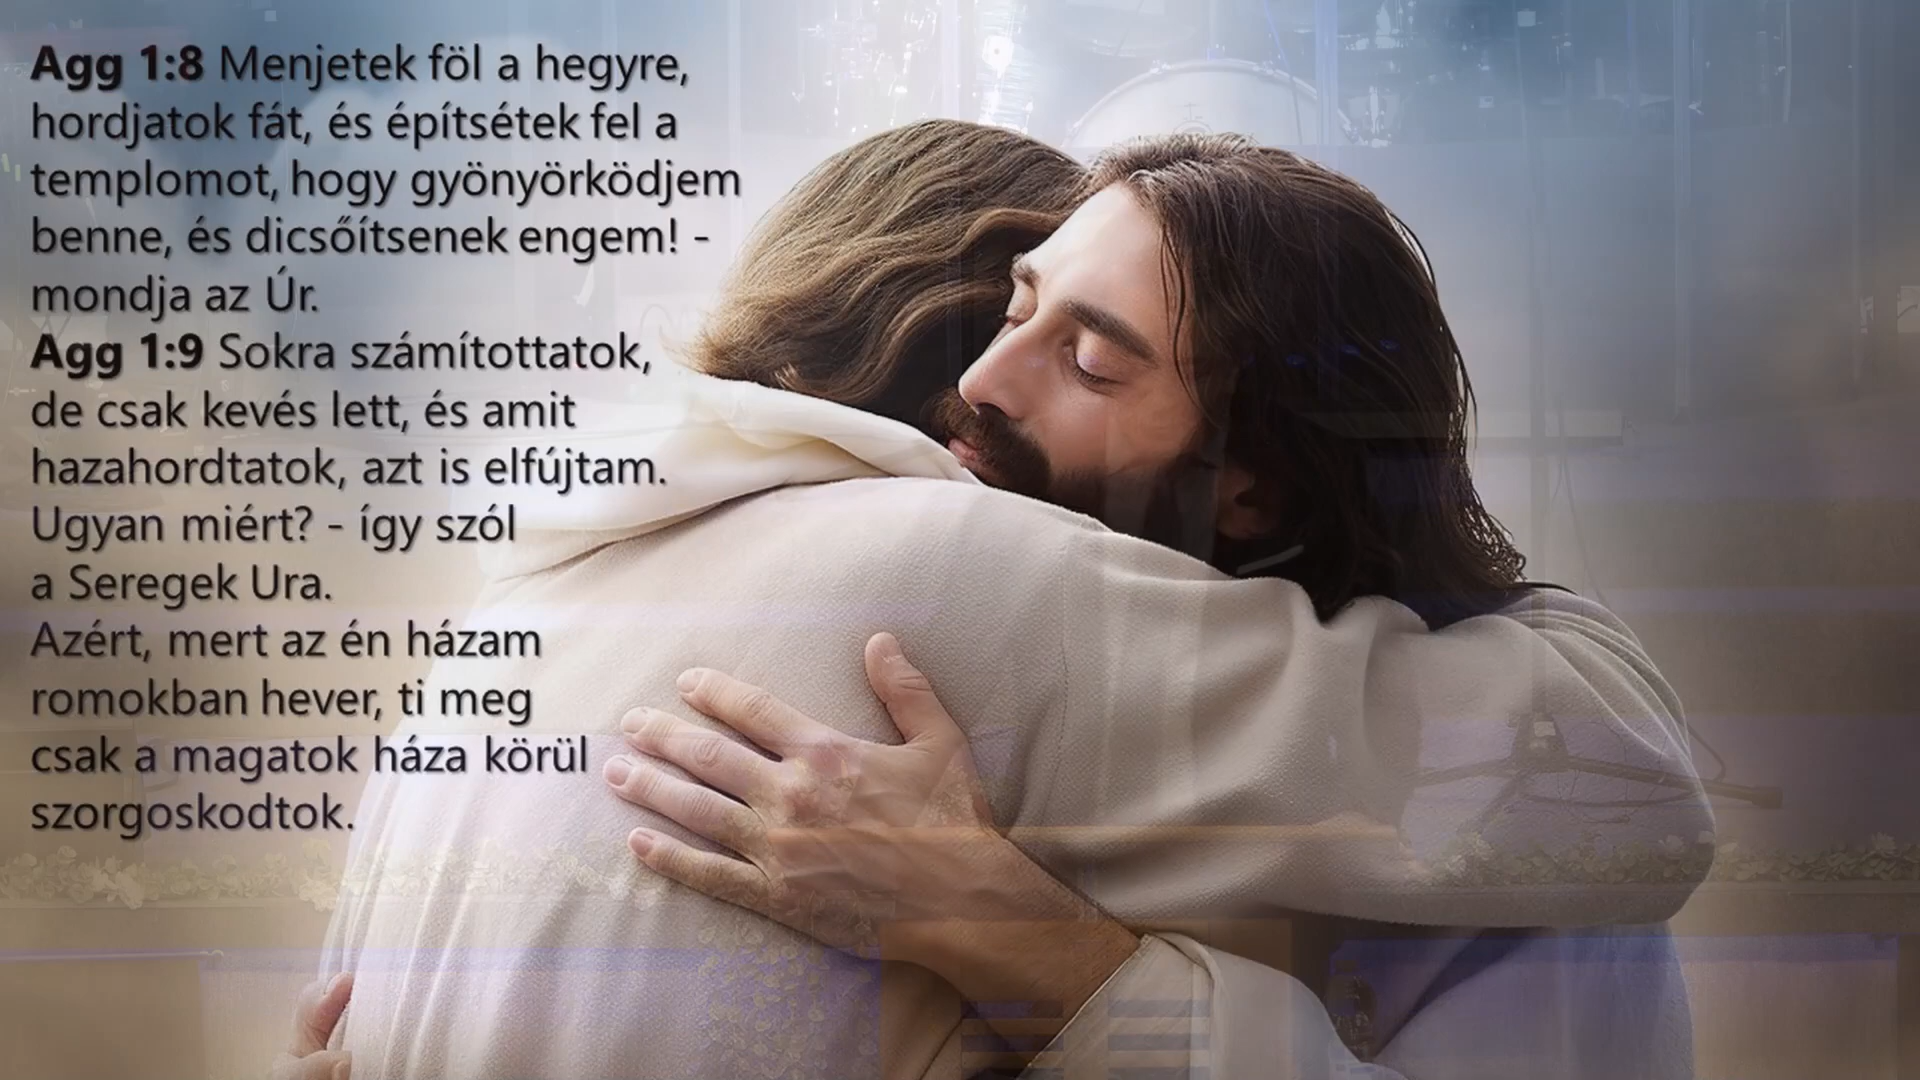 Agg 1:8 Menjetek föl a hegyre,
hordjatok fát, és építsétek fel a
templomot, hogy gyönyörködjem
benne, és dicsőítsenek engem! -
mondja az Úr.
Agg 1:9 Sokra számítottatok,
de csak kevés lett, és amit
hazahordtatok, azt is elfújtam.
Ugyan miért? - így szól
a Seregek Ura.
Azért, mert az én házam
romokban hever, ti meg
csak a magatok háza körül
szorgoskodtok.